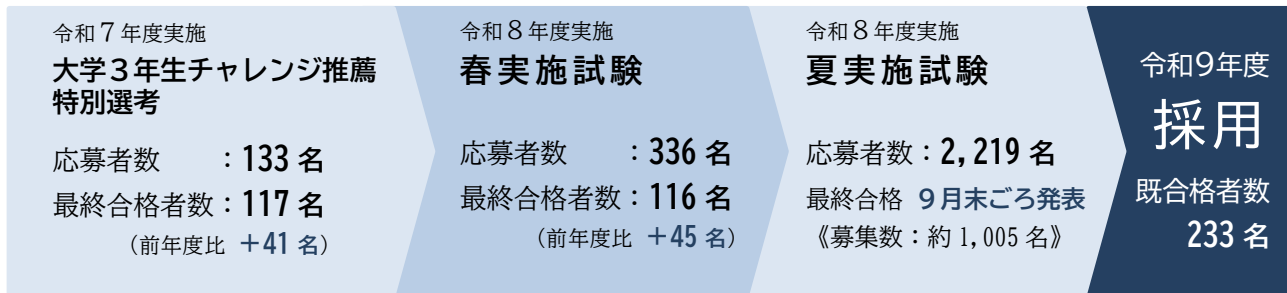 令和７年度実施
大学３年生チャレンジ推薦
特別選考
応募者数　　：133 名
最終合格者数：117 名
（前年度比 ＋41 名）
令和８年度実施
春実施試験
応募者数　　：336 名
最終合格者数：116 名
（前年度比 ＋45 名）
令和８年度実施
夏実施試験
応募者数：2,219 名
最終合格 ９月末ごろ発表
《募集数：約 1,005 名》
令和９年度
採用
既合格者数
233 名